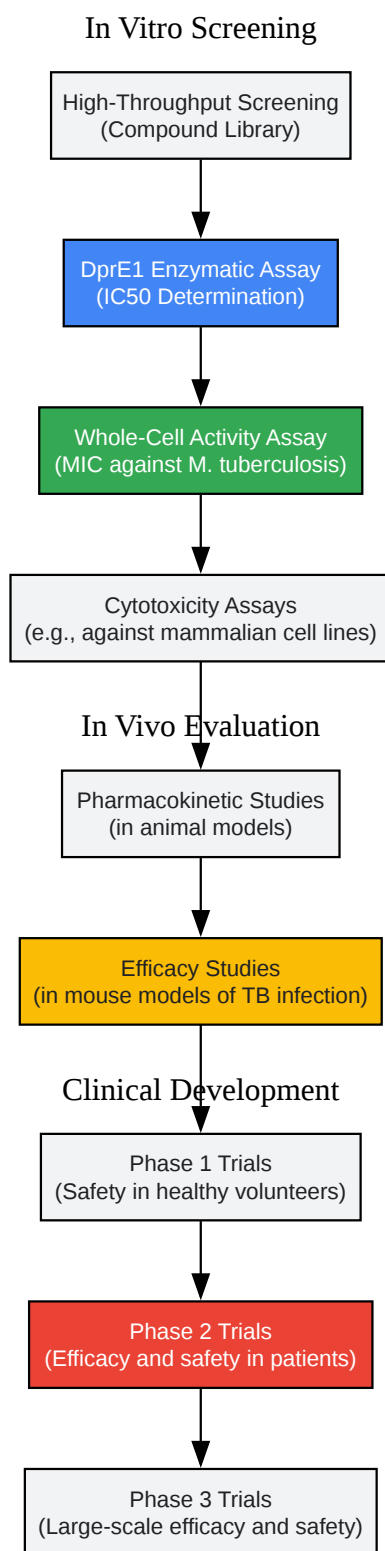 In Vitro Screening
High-Throughput Screening
(Compound Library)
DprE1 Enzymatic Assay
(IC50 Determination)
Whole-Cell Activity Assay
(MIC against M. tuberculosis)
Cytotoxicity Assays
(e.g., against mammalian cell lines)
In Vivo Evaluation
Pharmacokinetic Studies
(in animal models)
Efficacy Studies
(in mouse models of TB infection)
Clinical Development
Phase 1 Trials
(Safety in healthy volunteers)
Phase 2 Trials
(Efficacy and safety in patients)
Phase 3 Trials
(Large-scale efficacy and safety)